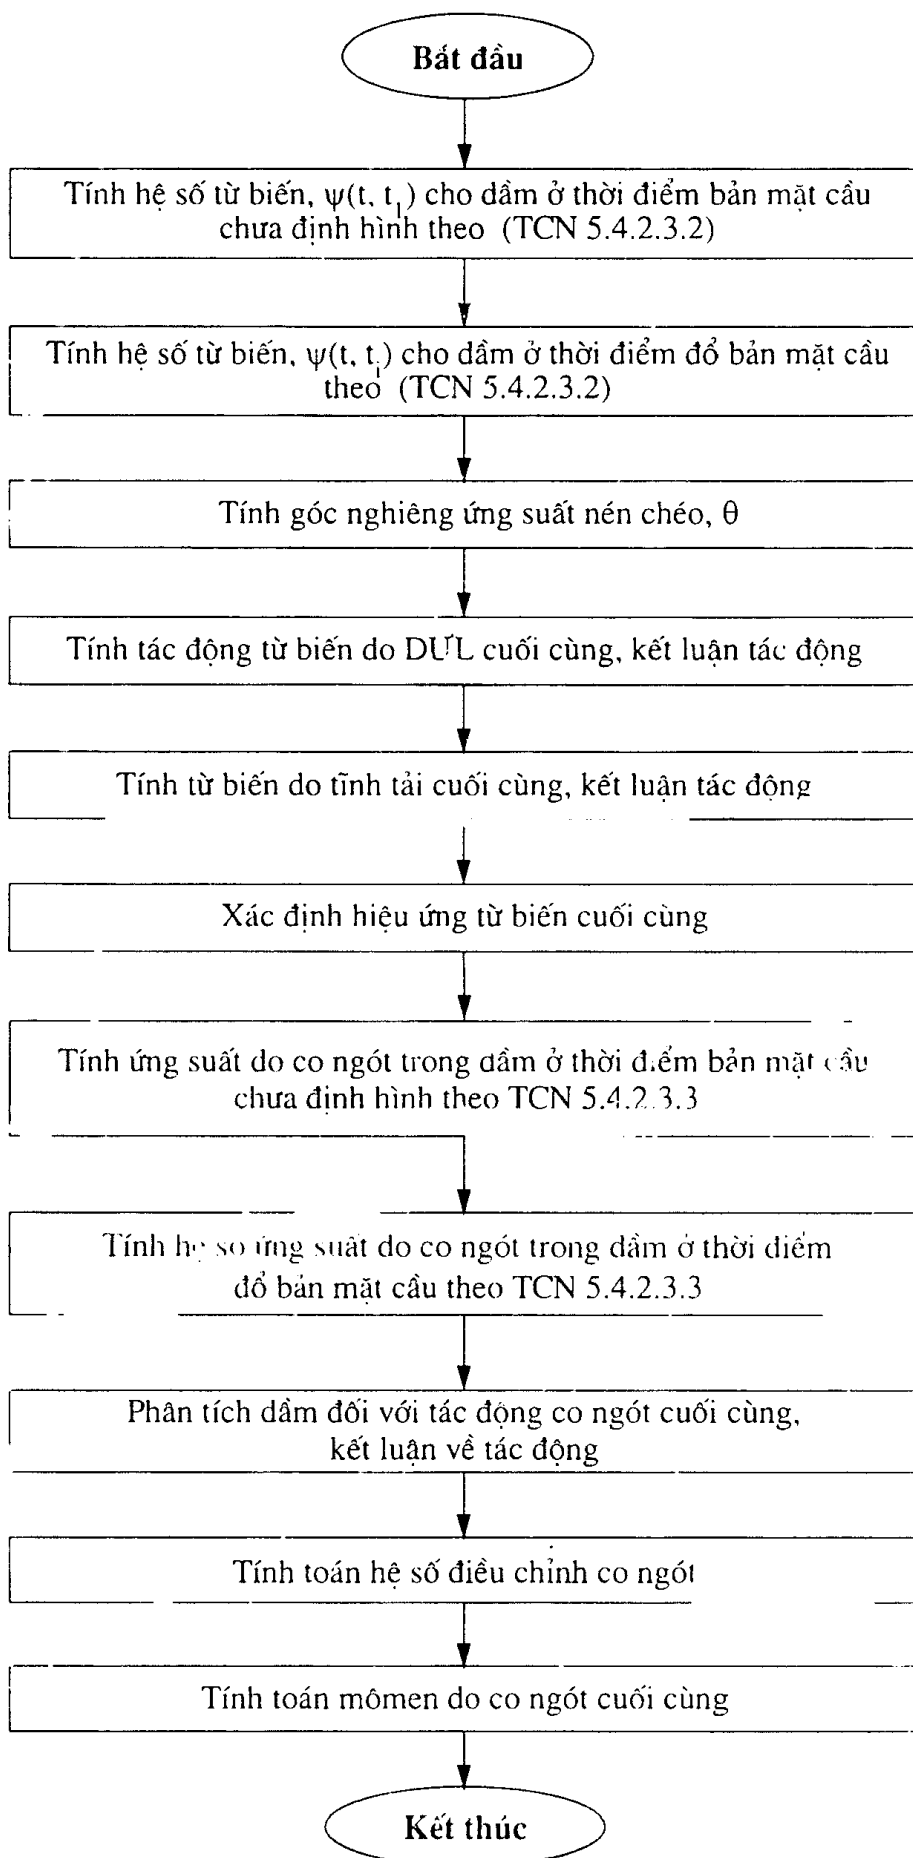 Bắt đầu
Tính hệ số từ biến, ψ(t, t_i) cho dầm ở thời điểm bản mặt cầu
chưa định hình theo (TCN 5.4.2.3.2)
Tính hệ số từ biến, ψ(t, t_i) cho dầm ở thời điểm đổ bản mặt cầu
theo (TCN 5.4.2.3.2)
Tính góc nghiêng ứng suất nén chéo, θ
Tính tác động từ biến do DƯL cuối cùng, kết luận tác động
Tính từ biến do tĩnh tải cuối cùng, kết luận tác động
Xác định hiệu ứng từ biến cuối cùng
Tính ứng suất do co ngót trong dầm ở thời điểm bản mặt cầu
chưa định hình theo TCN 5.4.2.3.3
Tính hệ số ứng suất do co ngót trong dầm ở thời điểm
đổ bản mặt cầu theo TCN 5.4.2.3.3
Phân tích dầm đối với tác động co ngót cuối cùng,
kết luận về tác động
Tính toán hệ số điều chỉnh co ngót
Tính toán mômen do co ngót cuối cùng
Kết thúc